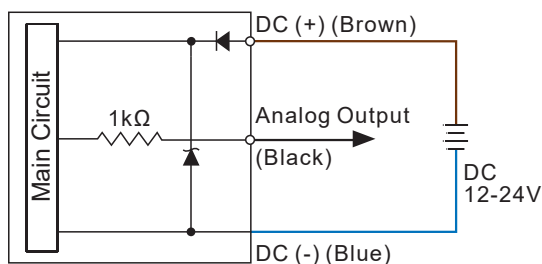 DC (+) (Brown)
Main Circuit
1kΩ
Analog Output
(Black)
DC
12-24V
DC (-) (Blue)